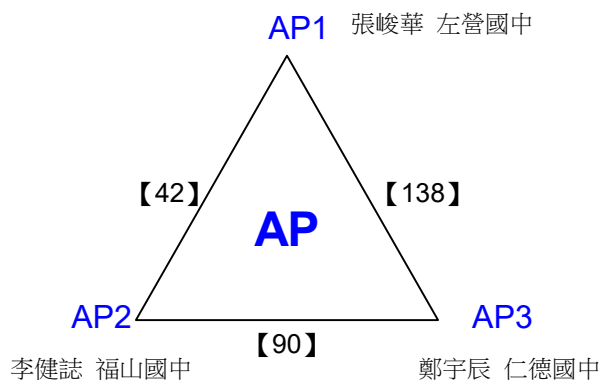 AP1 張峻華 左營國中
【42】
【138】
AP
AP2
AP3
【90】
李健誌 福山國中
鄭宇辰 仁德國中